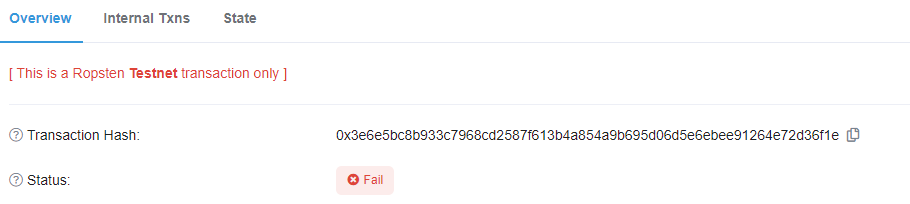 Overview Internal Txns State
[ This is a Ropsten Testnet transaction only ]
Transaction Hash: 0x3e6e5bc8b933c7968cd2587f613b4a854a9b695d06d5e6ebee91264e72d36f1e
Status: Fail